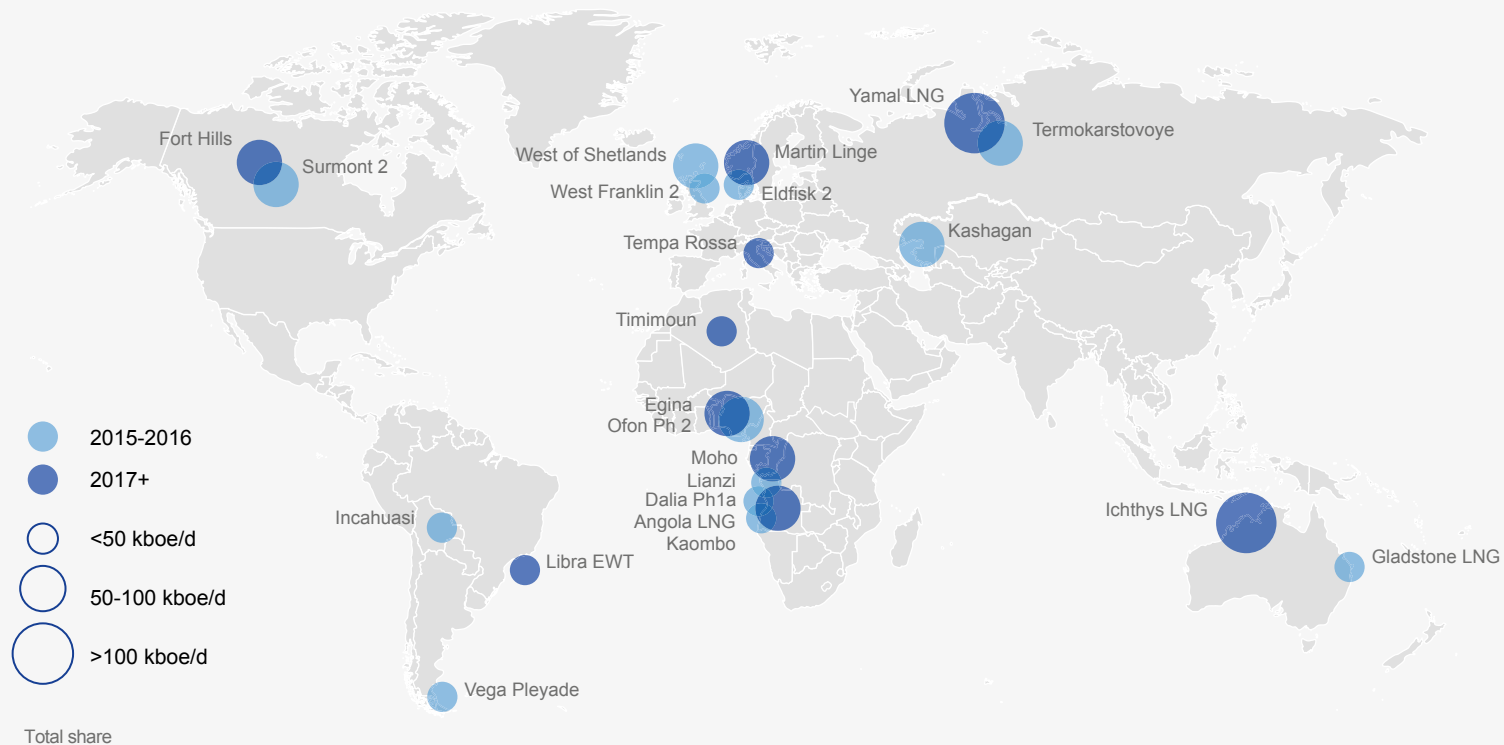 Yamal LNG
Termokarstovoye
Fort Hills
Surmont 2
West of Shetlands
Martin Linge
West Franklin 2
Eldfisk 2
Tempa Rossa
Kashagan
Timimoun
Egina
Ofon Ph 2
Moho
Lianzi
Dalia Ph1a
Angola LNG
Kaombo
Incahuasi
Libra EWT
Vega Pleyade
Ichthys LNG
Gladstone LNG
2015-2016
2017+
<50 kboe/d
50-100 kboe/d
>100 kboe/d
Total share